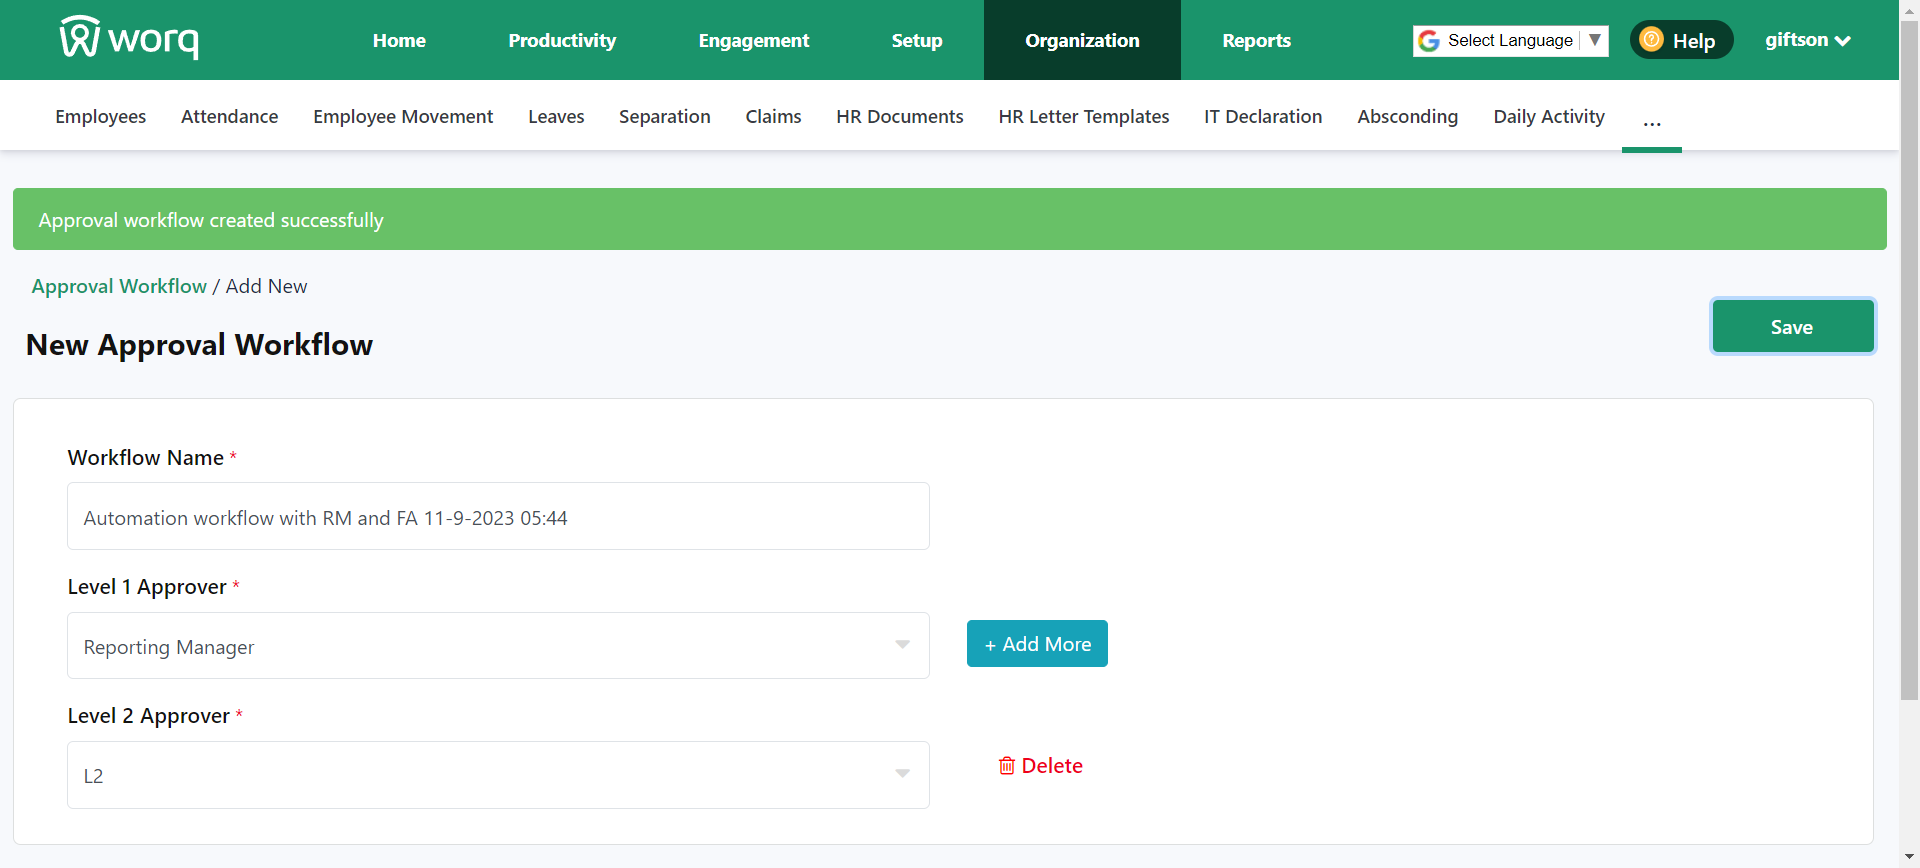 worq
Home Productivity Engagement Setup Organization Reports Select Language ▼ Help giftson
Employees Attendance Employee Movement Leaves Separation Claims HR Documents HR Letter Templates IT Declaration Absconding Daily Activity ...
Approval workflow created successfully
Approval Workflow / Add New
Save
New Approval Workflow
Workflow Name *
Automation workflow with RM and FA 11-9-2023 05:44
Level 1 Approver *
Reporting Manager
+ Add More
Level 2 Approver *
L2
Delete